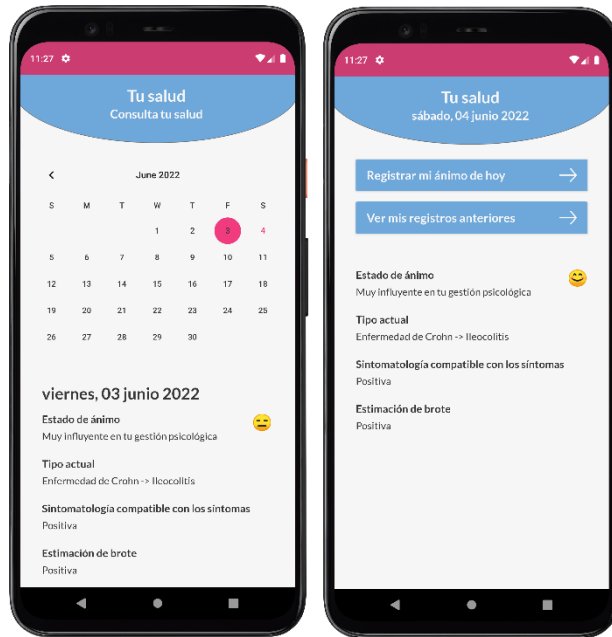 11:27
Tu salud
Consulta tu salud
June 2022
S M T W T F S
1 2 3 4
5 6 7 8 9 10 11
12 13 14 15 16 17 18
19 20 21 22 23 24 25
26 27 28 29 30
viernes, 03 junio 2022
Estado de ánimo
Muy influyente en tu gestión psicológica
Tipo actual
Enfermedad de Crohn -> Ileocolitis
Sintomatología compatible con los síntomas
Positiva
Estimación de brote
Positiva
11:27
Tu salud
sábado, 04 junio 2022
Registrar mi ánimo de hoy
Ver mis registros anteriores
Estado de ánimo
Muy influyente en tu gestión psicológica
Tipo actual
Enfermedad de Crohn -> Ileocolitis
Sintomatología compatible con los síntomas
Positiva
Estimación de brote
Positiva